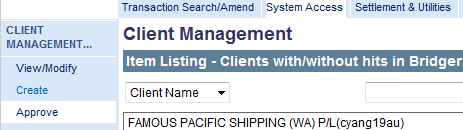 Transaction Search/Amend System Access Settlement & Utilities
CLIENT
MANAGEMENT...
View/Modify
Create
Approve
Client Management
Item Listing - Clients with/without hits in Bridger
Client Name
FAMOUS PACIFIC SHIPPING (WA) P/L(cyang19au)